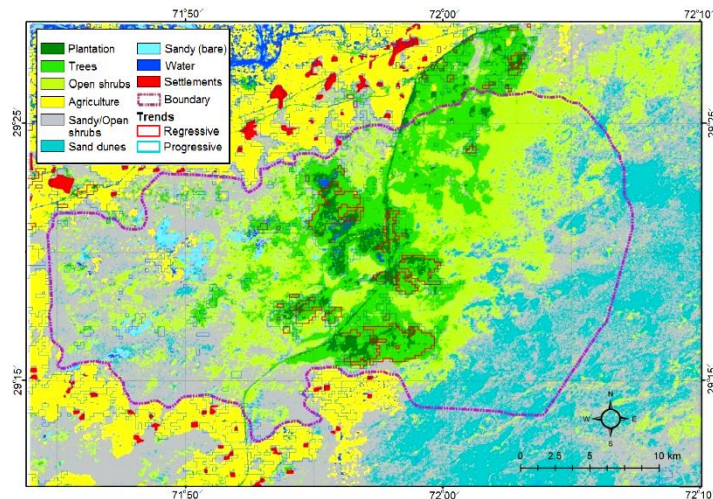 71°50´ 72°00´ 72°10´
Plantation
Trees
Open shrubs
Agriculture
Sandy/Open
shrubs
Sand dunes
Sandy (bare)
Water
Settlements
Boundary
Trends
Regressive
Progressive
29°25´ 29°25´
29°15´ 29°15´
N
W E
S
0 2.5 5 10 km
71°50´ 72°00´ 72°10´